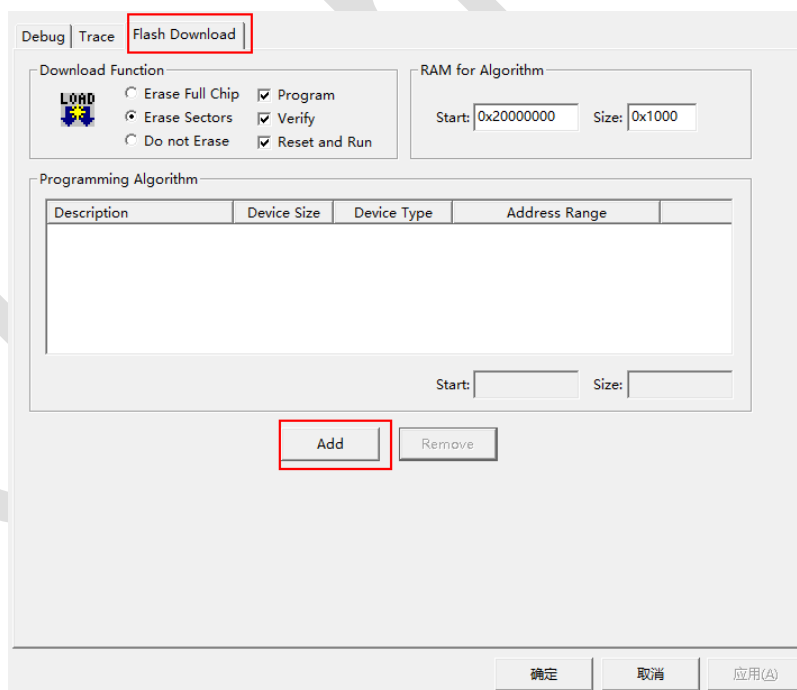 Debug Trace Flash Download
Download Function
LOAD
Erase Full Chip
Erase Sectors
Do not Erase
Program
Verify
Reset and Run
RAM for Algorithm
Start: 0x20000000 Size: 0x1000
Programming Algorithm
Description Device Size Device Type Address Range
Start: Size:
Add Remove
确定 取消 应用(A)